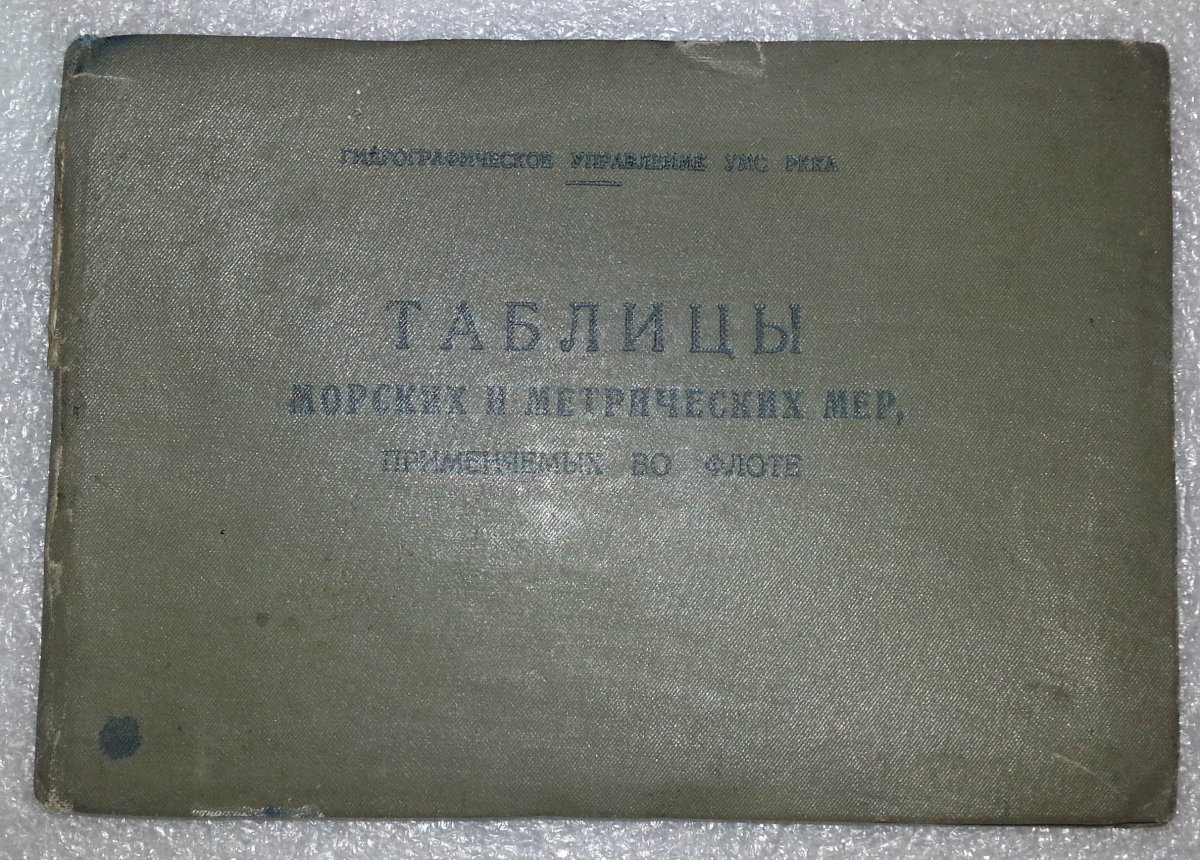 ГИДРОГРАФИЧЕСКОЕ УПРАВЛЕНИЕ УМС РККА
ТАБЛИЦЫ
МОРСКИХ И МЕТРИЧЕСКИХ МЕР,
ПРИМЕНЯЕМЫХ ВО ФЛОТЕ